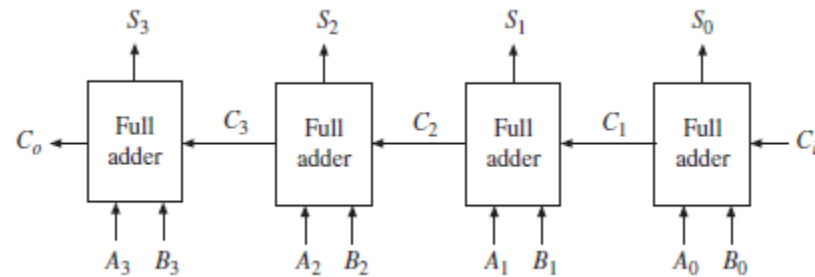 S₃ S₂ S₁ S₀
Full Full Full Full
adder adder adder adder
Cₒ C₃ C₂ C₁ Cᵢ
A₃ B₃ A₂ B₂ A₁ B₁ A₀ B₀